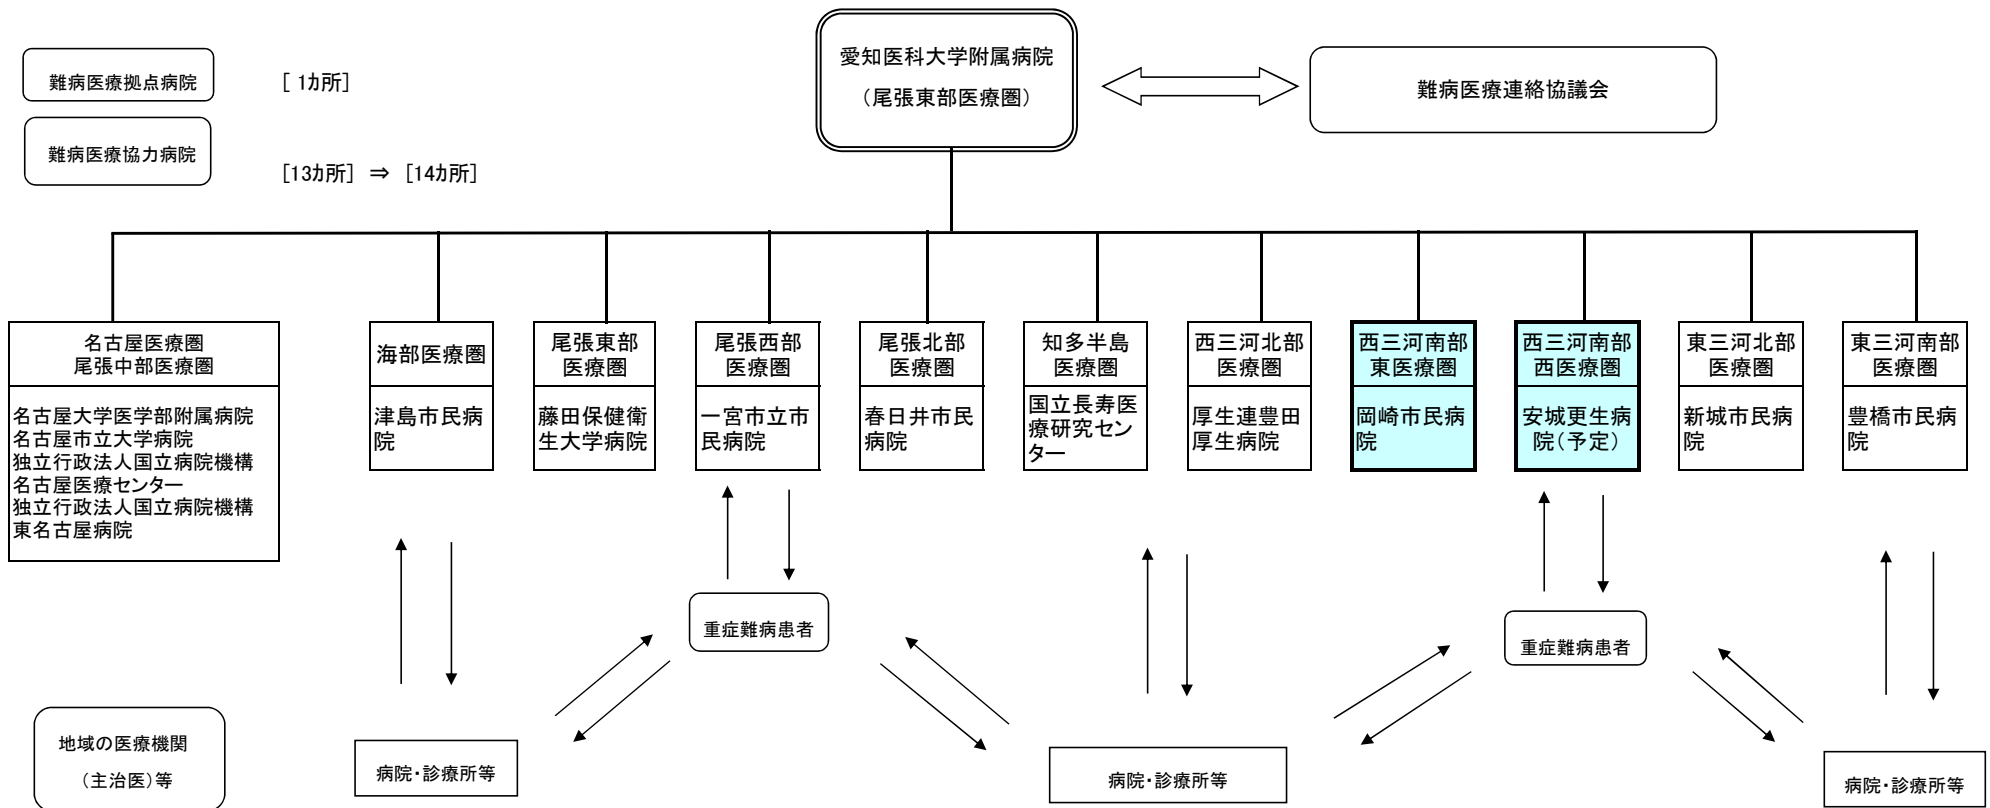 愛知医科大学附属病院
（尾張東部医療圏）
難病医療連絡協議会
難病医療拠点病院
[ 1ｶ所]
難病医療協力病院
[13ｶ所] ⇒ [14ｶ所]
名古屋医療圏
尾張中部医療圏
名古屋大学医学部附属病院
名古屋市立大学病院
独立行政法人国立病院機構
名古屋医療センター
独立行政法人国立病院機構
東名古屋病院
海部医療圏
津島市民病
院
尾張東部
医療圏
藤田保健衛
生大学病院
尾張西部
医療圏
一宮市立市
民病院
尾張北部
医療圏
春日井市民
病院
知多半島
医療圏
国立長寿医
療研究セン
ター
西三河北部
医療圏
厚生連豊田
厚生病院
西三河南部
東医療圏
岡崎市民病
院
西三河南部
西医療圏
安城更生病
院（予定）
東三河北部
医療圏
新城市民病
院
東三河南部
医療圏
豊橋市民病
院
重症難病患者
重症難病患者
地域の医療機関
（主治医）等
病院・診療所等
病院・診療所等
病院・診療所等